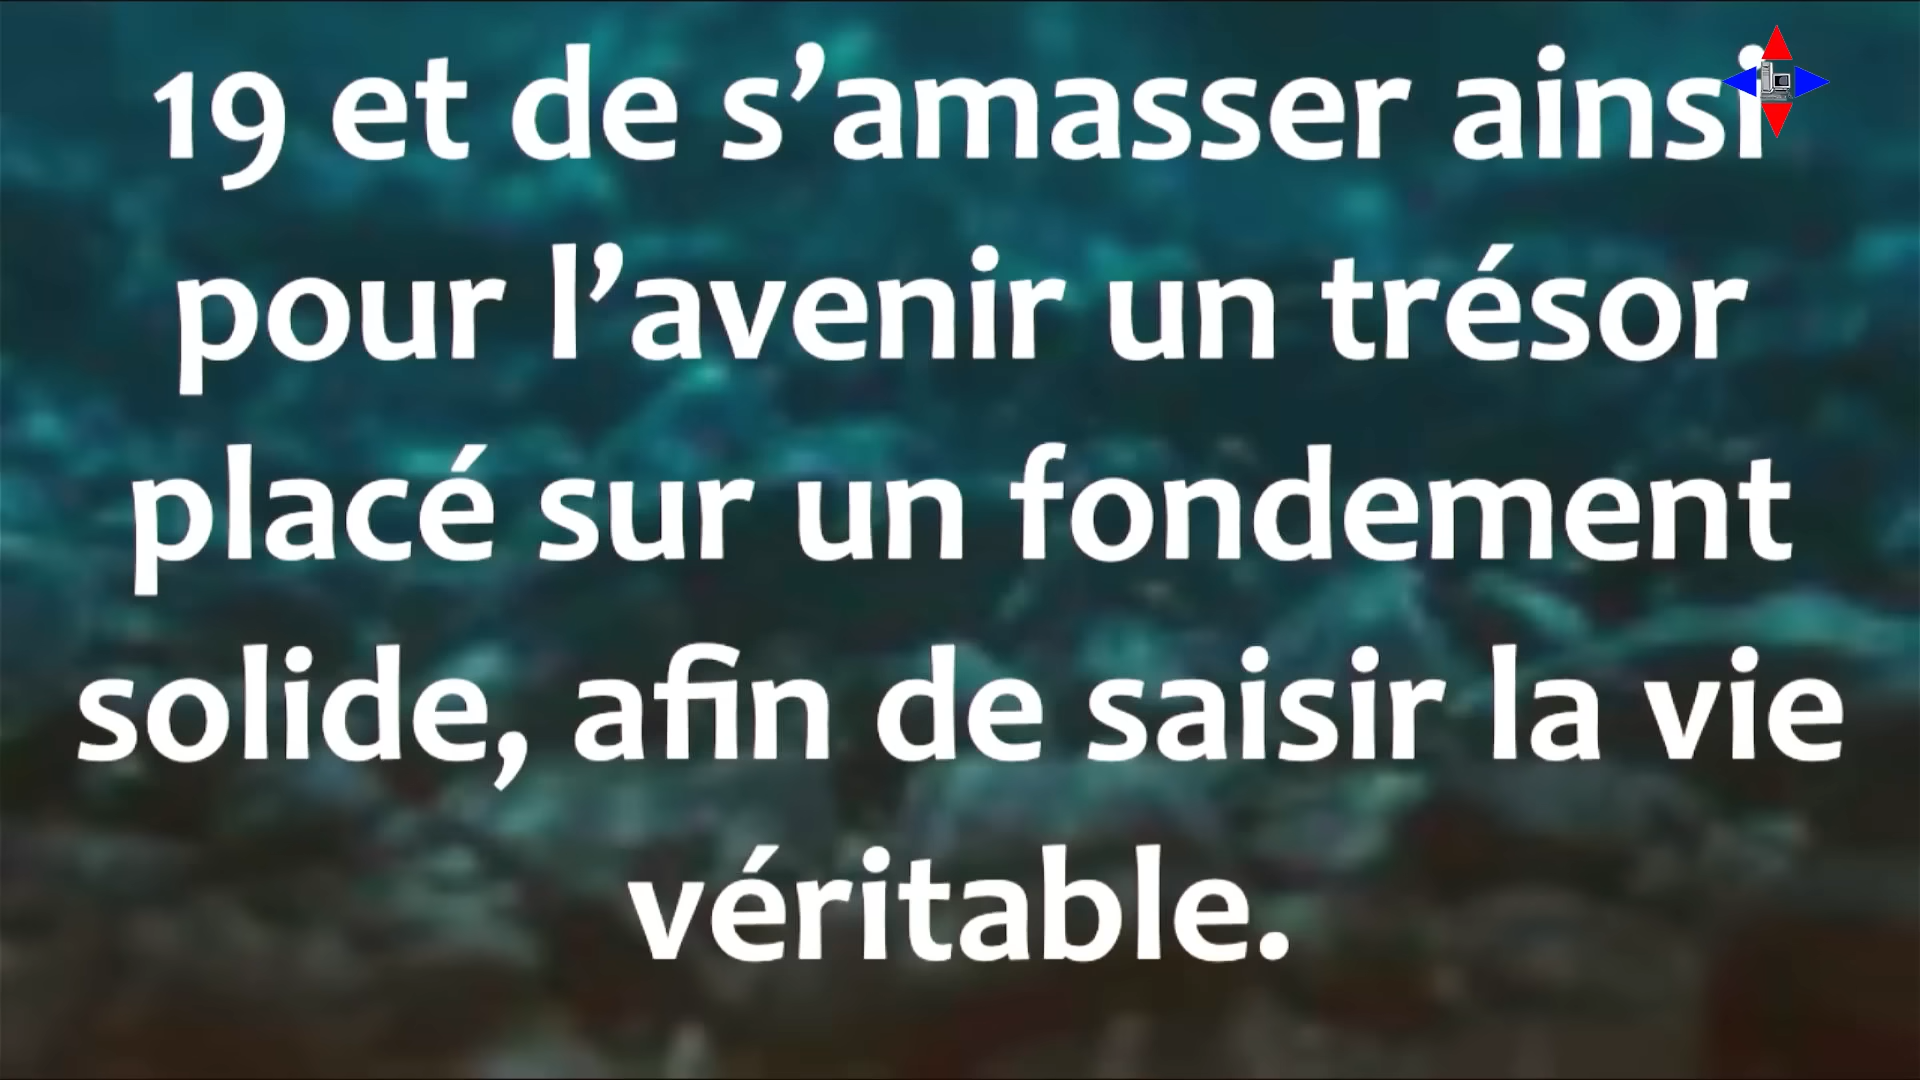 19 et de s’amasser ainsi
pour l’avenir un trésor
placé sur un fondement
solide, afin de saisir la vie
véritable.